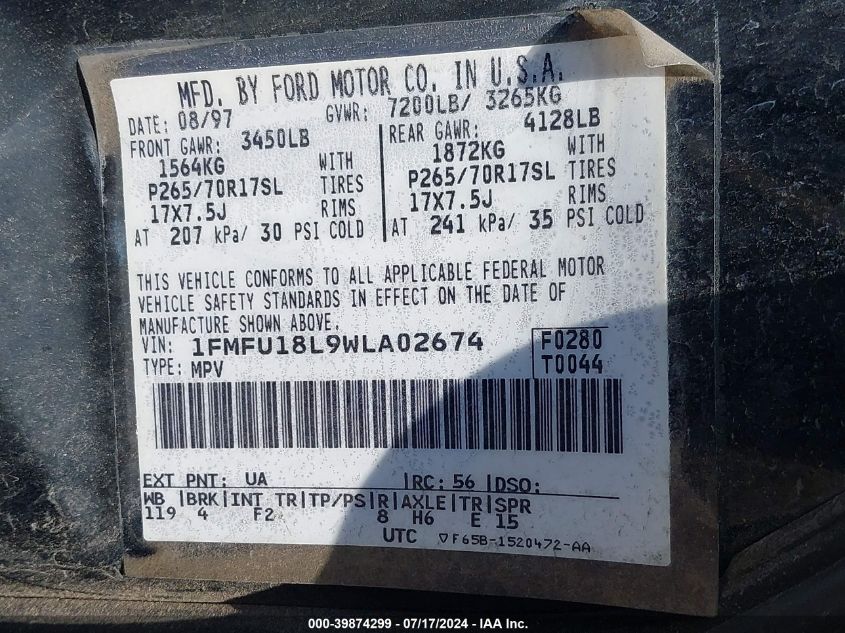 MFD. BY FORD MOTOR CO. IN U.S.A.
DATE: 08/97 GVWR: 7200LB/ 3265KG
FRONT GAWR: 3450LB REAR GAWR: 4128LB
1564KG WITH 1872KG WITH
P265/70R17SL TIRES P265/70R17SL TIRES
17X7.5J RIMS 17X7.5J RIMS
AT 207 kPa/ 30 PSI COLD AT 241 kPa/ 35 PSI COLD
THIS VEHICLE CONFORMS TO ALL APPLICABLE FEDERAL MOTOR
VEHICLE SAFETY STANDARDS IN EFFECT ON THE DATE OF
MANUFACTURE SHOWN ABOVE.
VIN: 1FMFU18L9WLA02674 F0280
TYPE: MPV T0044
EXT PNT: UA |RC: 56 |DSO:
WB |BRK|INT TR|TP/PS|R|AXLE|TR|SPR
119 4 F2 8 H6 E 15
UTC ▽F65B-1520472-AA
000-39874299 - 07/17/2024 - IAA Inc.